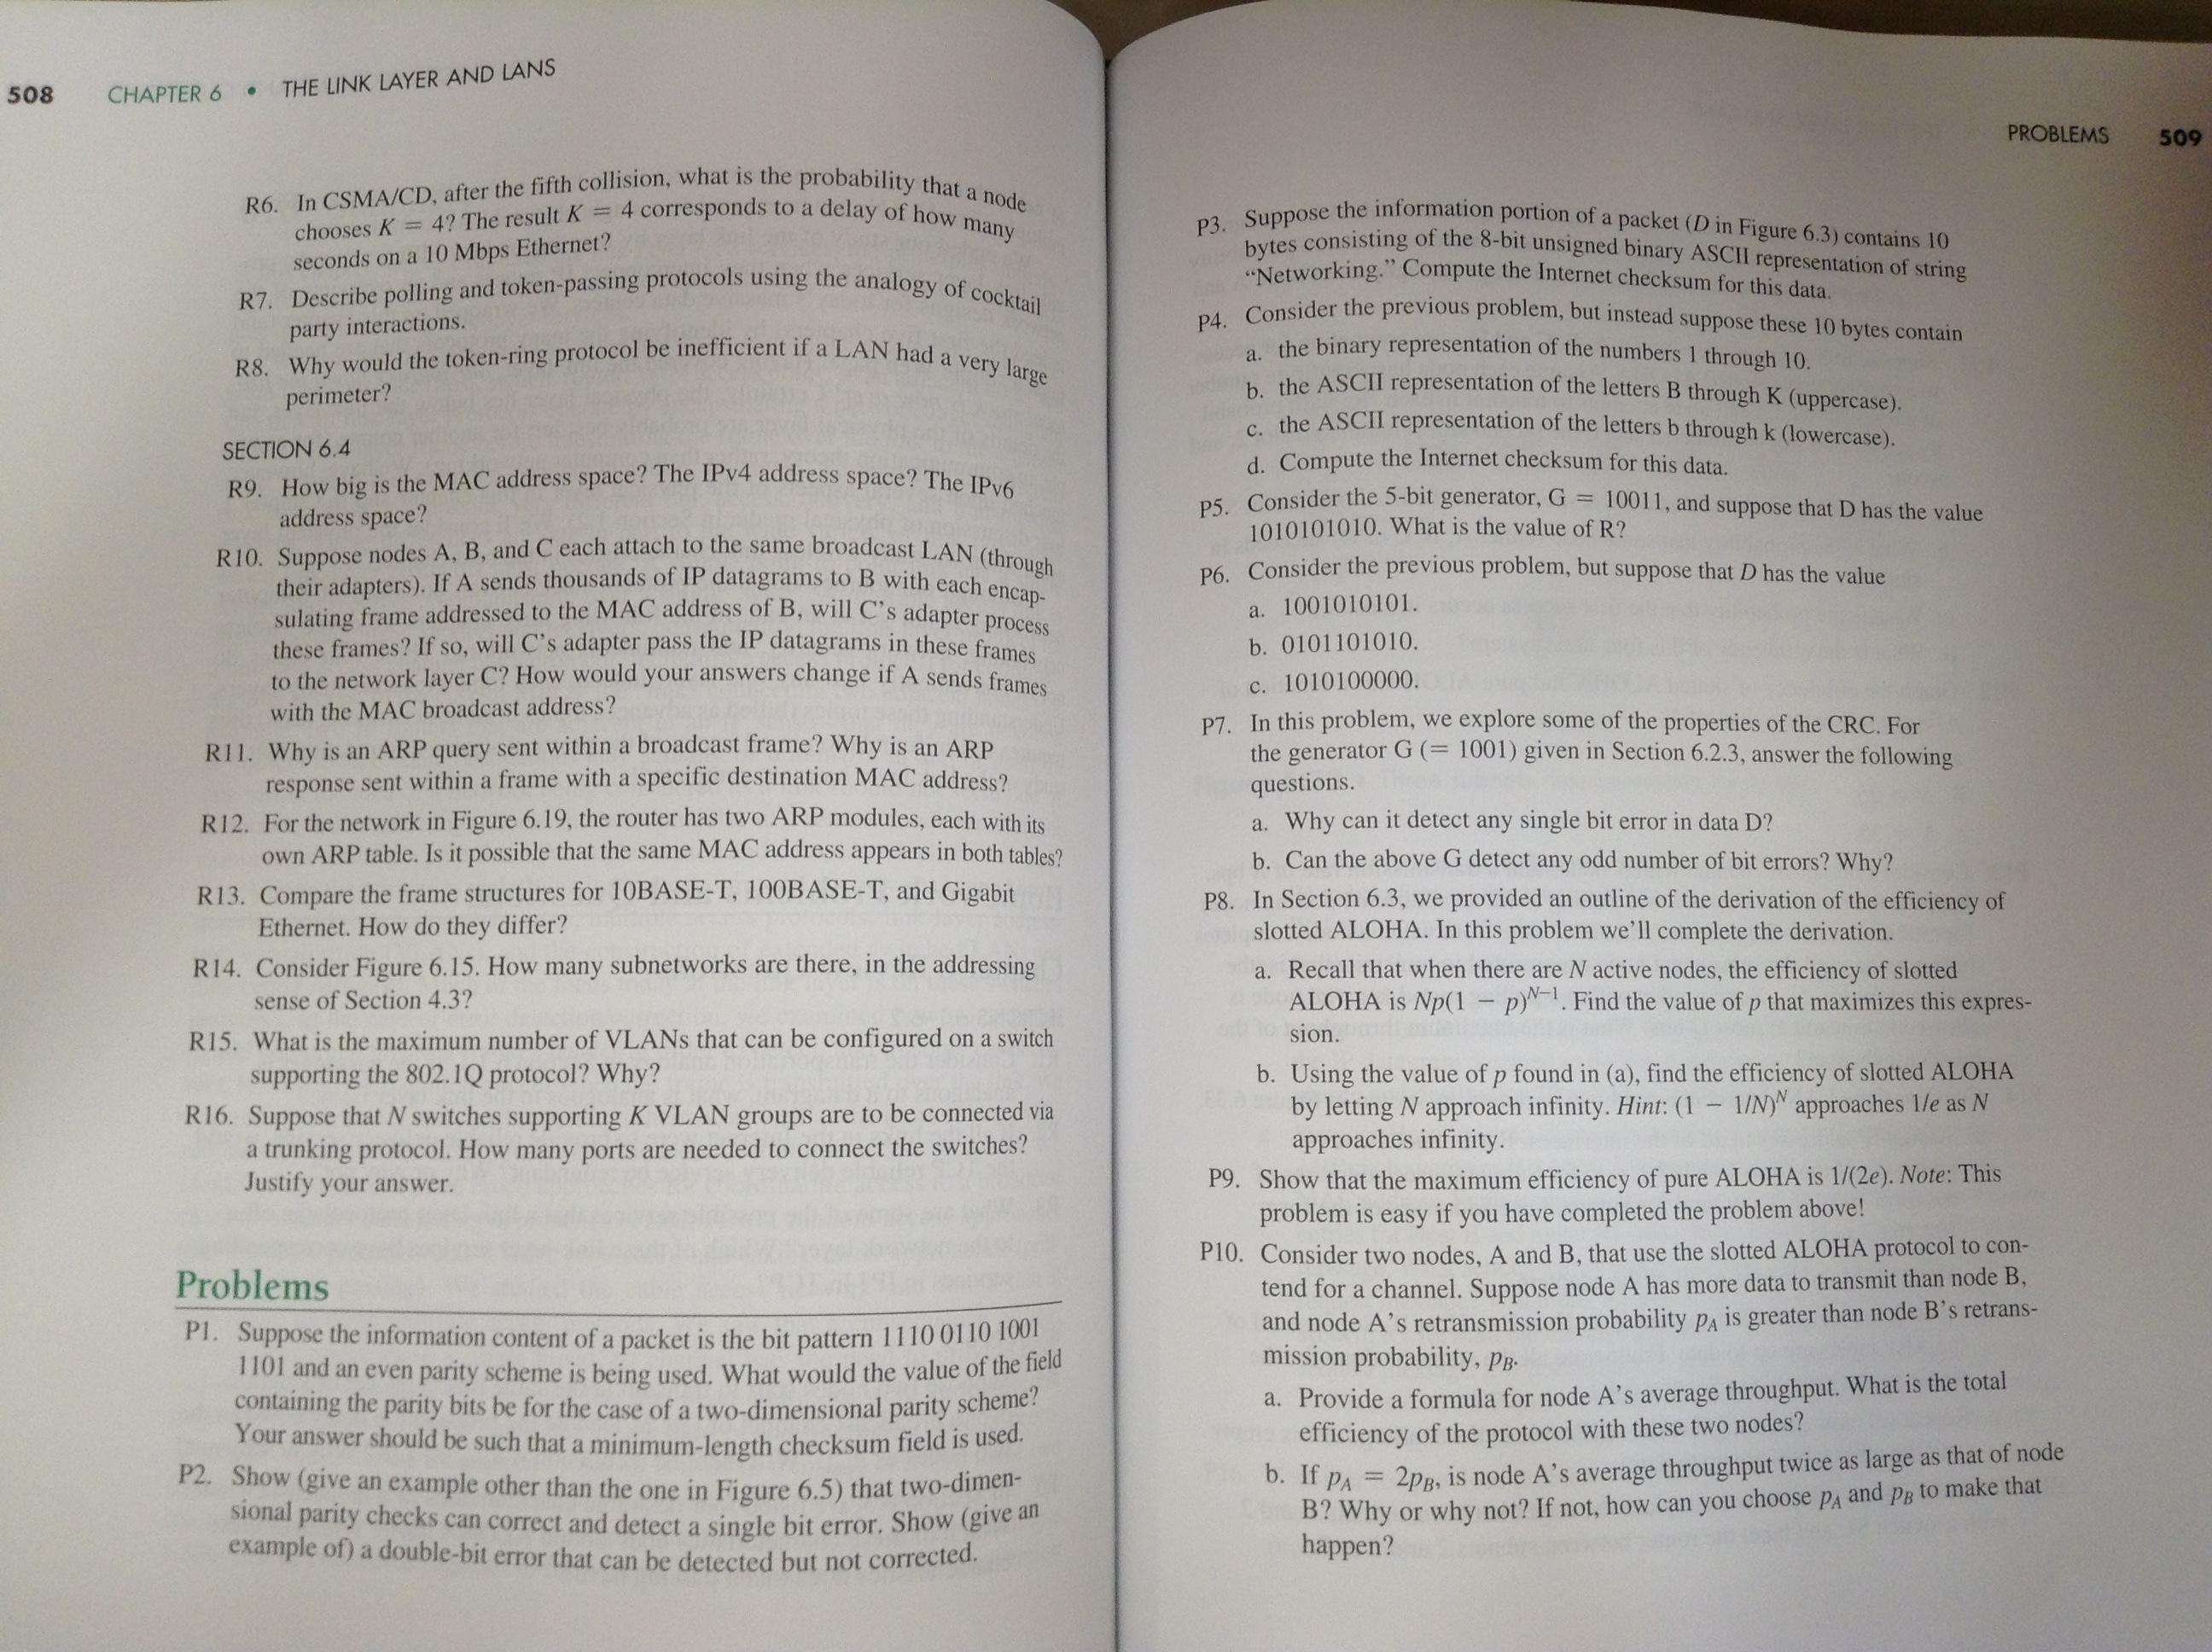 508 CHAPTER 6 • THE LINK LAYER AND LANS
R6. In CSMA/CD, after the fifth collision, what is the probability that a node
chooses K = 4? The result K = 4 corresponds to a delay of how many
seconds on a 10 Mbps Ethernet?
R7. Describe polling and token-passing protocols using the analogy of cocktail
party interactions.
R8. Why would the token-ring protocol be inefficient if a LAN had a very large
perimeter?
SECTION 6.4
R9. How big is the MAC address space? The IPv4 address space? The IPv6
address space?
R10. Suppose nodes A, B, and C each attach to the same broadcast LAN (through
their adapters). If A sends thousands of IP datagrams to B with each encap-
sulating frame addressed to the MAC address of B, will C's adapter process
these frames? If so, will C's adapter pass the IP datagrams in these frames
to the network layer C? How would your answers change if A sends frames
with the MAC broadcast address?
R11. Why is an ARP query sent within a broadcast frame? Why is an ARP
response sent within a frame with a specific destination MAC address?
R12. For the network in Figure 6.19, the router has two ARP modules, each with its
own ARP table. Is it possible that the same MAC address appears in both tables?
R13. Compare the frame structures for 10BASE-T, 100BASE-T, and Gigabit
Ethernet. How do they differ?
R14. Consider Figure 6.15. How many subnetworks are there, in the addressing
sense of Section 4.3?
R15. What is the maximum number of VLANs that can be configured on a switch
supporting the 802.1Q protocol? Why?
R16. Suppose that N switches supporting K VLAN groups are to be connected via
a trunking protocol. How many ports are needed to connect the switches?
Justify your answer.
Problems
P1. Suppose the information content of a packet is the bit pattern 1110 0110 1001
1101 and an even parity scheme is being used. What would the value of the field
containing the parity bits be for the case of a two-dimensional parity scheme?
Your answer should be such that a minimum-length checksum field is used.
P2. Show (give an example other than the one in Figure 6.5) that two-dimen-
sional parity checks can correct and detect a single bit error. Show (give an
example of) a double-bit error that can be detected but not corrected.
PROBLEMS 509
P3. Suppose the information portion of a packet (D in Figure 6.3) contains 10
bytes consisting of the 8-bit unsigned binary ASCII representation of string
“Networking.” Compute the Internet checksum for this data.
P4. Consider the previous problem, but instead suppose these 10 bytes contain
a. the binary representation of the numbers 1 through 10.
b. the ASCII representation of the letters B through K (uppercase).
c. the ASCII representation of the letters b through k (lowercase).
d. Compute the Internet checksum for this data.
P5. Consider the 5-bit generator, G = 10011, and suppose that D has the value
1010101010. What is the value of R?
P6. Consider the previous problem, but suppose that D has the value
a. 1001010101.
b. 0101101010.
c. 1010100000.
P7. In this problem, we explore some of the properties of the CRC. For
the generator G (= 1001) given in Section 6.2.3, answer the following
questions.
a. Why can it detect any single bit error in data D?
b. Can the above G detect any odd number of bit errors? Why?
P8. In Section 6.3, we provided an outline of the derivation of the efficiency of
slotted ALOHA. In this problem we'll complete the derivation.
a. Recall that when there are N active nodes, the efficiency of slotted
ALOHA is Np(1 − p)^{N−1}. Find the value of p that maximizes this expres-
sion.
b. Using the value of p found in (a), find the efficiency of slotted ALOHA
by letting N approach infinity. Hint: (1 − 1/N)^N approaches 1/e as N
approaches infinity.
P9. Show that the maximum efficiency of pure ALOHA is 1/(2e). Note: This
problem is easy if you have completed the problem above!
P10. Consider two nodes, A and B, that use the slotted ALOHA protocol to con-
tend for a channel. Suppose node A has more data to transmit than node B,
and node A's retransmission probability p_A is greater than node B's retrans-
mission probability, p_B.
a. Provide a formula for node A's average throughput. What is the total
efficiency of the protocol with these two nodes?
b. If p_A = 2p_B, is node A's average throughput twice as large as that of node
B? Why or why not? If not, how can you choose p_A and p_B to make that
happen?